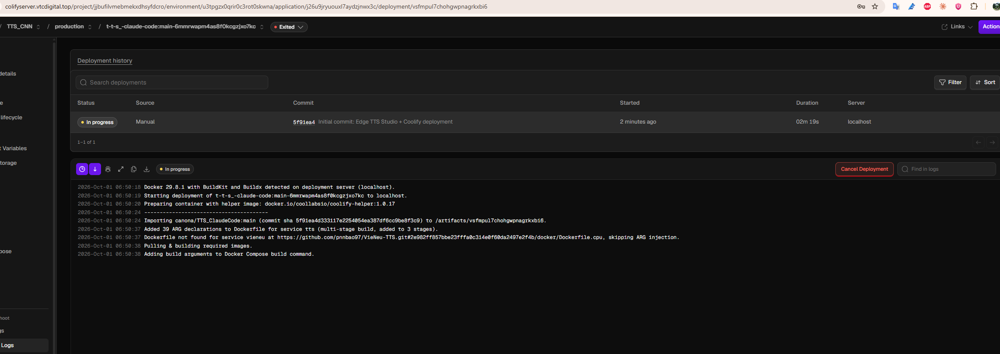 colifyserver.vtcdigital.top/project/jjbufilvmebmekxdhsyfdcro/environment/u3tpgzx0qrir0c3rot0skwna/application/j26u9jryuouxl7aydzjnwx3c/deployment/vsfmpul7chohgwpnagrkxbi6
/ TTS_CNN / production / t-t-s_-claude-code:main-6mmrwapm4as8f0kcgzjxo7kc Exited Links Action
Deployment history
details
Search deployments Filter Sort
Status Source Commit Started Duration Server
e
lifecycle
In progress Manual 5f91ea4 Initial commit: Edge TTS Studio + Coolify deployment 2 minutes ago 02m 19s localhost
1–1 of 1
t Variables
torage
In progress Cancel Deployment Find in logs
2026-Oct-01 06:50:18 Docker 29.8.1 with BuildKit and Buildx detected on deployment server (localhost).
2026-Oct-01 06:50:19 Starting deployment of t-t-s_-claude-code:main-6mmrwapm4as8f0kcgzjxo7kc to localhost.
2026-Oct-01 06:50:20 Preparing container with helper image: docker.io/coollabsio/coolify-helper:1.0.17
2026-Oct-01 06:50:24 ----------------------------------------
2026-Oct-01 06:50:24 Importing canona/TTS_ClaudeCode:main (commit sha 5f91ea4d333117e2254054ea387df6cc9be8f3c9) to /artifacts/vsfmpul7chohgwpnagrkxbi6.
2026-Oct-01 06:50:37 Added 39 ARG declarations to Dockerfile for service tts (multi-stage build, added to 3 stages).
2026-Oct-01 06:50:37 Dockerfile not found for service vieneu at https://github.com/pnnbao97/VieNeu-TTS.git#2e982ff857bbe23fffa0c314e0f60da2497e2f4b/docker/Dockerfile.cpu, skipping ARG injection.
2026-Oct-01 06:50:38 Pulling & building required images.
2026-Oct-01 06:50:38 Adding build arguments to Docker Compose build command.
pose
hoot
gs
Logs